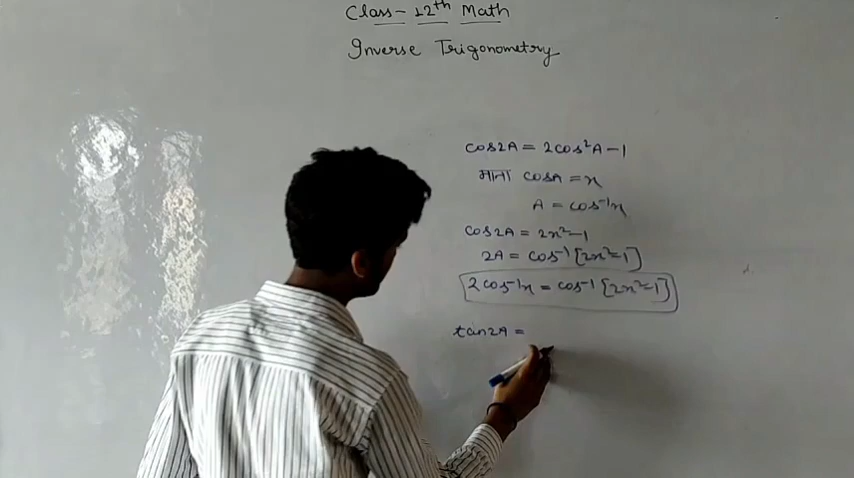 Class- 12th Math
Inverse Trigonometry
cos2A = 2cos²A-1
माना cosA = x
A = cos⁻¹x
cos2A = 2x²-1
2A = cos⁻¹[2x²-1]
2cos⁻¹x = cos⁻¹[2x²-1]
tan2A =